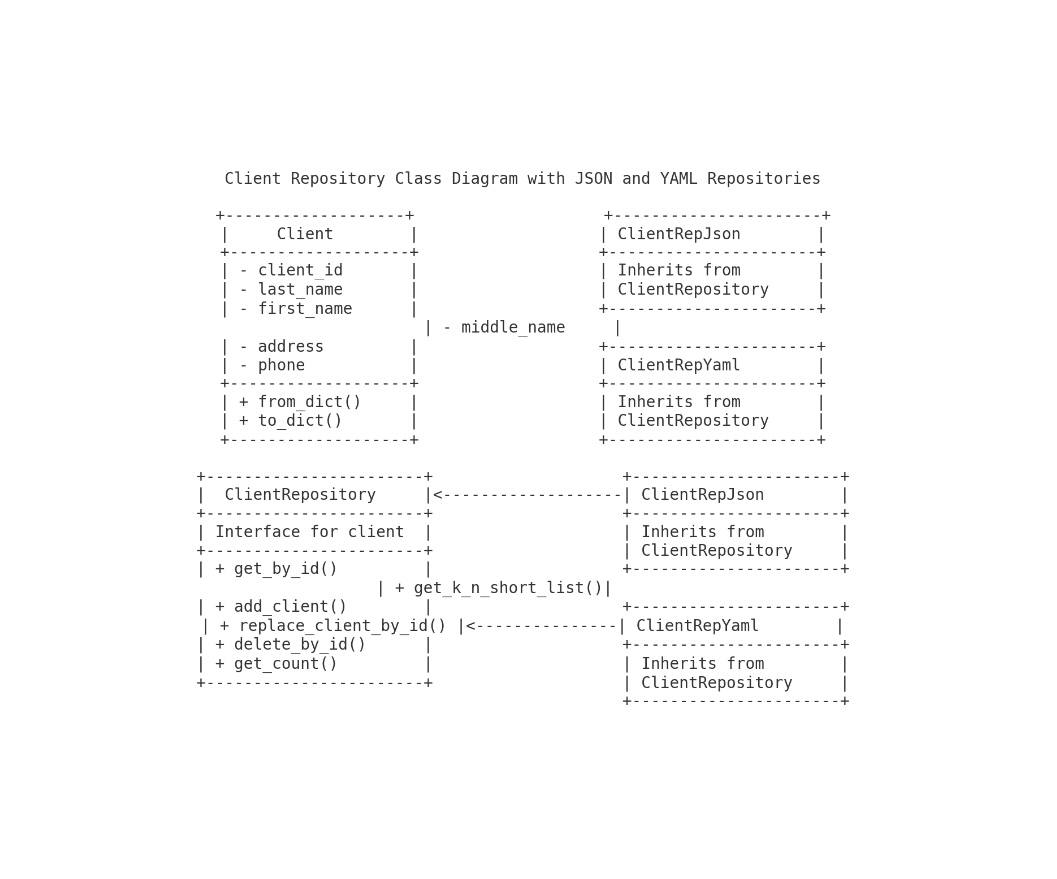 Client Repository Class Diagram with JSON and YAML Repositories
+-------------------+                    +----------------------+
|     Client        |                    | ClientRepJson        |
+-------------------+                    +----------------------+
| - client_id       |                    | Inherits from        |
| - last_name       |                    | ClientRepository     |
| - first_name      |                    +----------------------+
| - middle_name     |
| - address         |                    +----------------------+
| - phone           |                    | ClientRepYaml        |
+-------------------+                    +----------------------+
| + from_dict()     |                    | Inherits from        |
| + to_dict()       |                    | ClientRepository     |
+-------------------+                    +----------------------+
+-----------------------+                    +----------------------+
|  ClientRepository     |<-------------------| ClientRepJson        |
+-----------------------+                    +----------------------+
| Interface for client  |                    | Inherits from        |
+-----------------------+                    | ClientRepository     |
| + get_by_id()         |                    +----------------------+
| + get_k_n_short_list()|
| + add_client()        |                    +----------------------+
| + replace_client_by_id() |<---------------| ClientRepYaml        |
| + delete_by_id()      |                    +----------------------+
| + get_count()         |                    | Inherits from        |
+-----------------------+                    | ClientRepository     |
+----------------------+